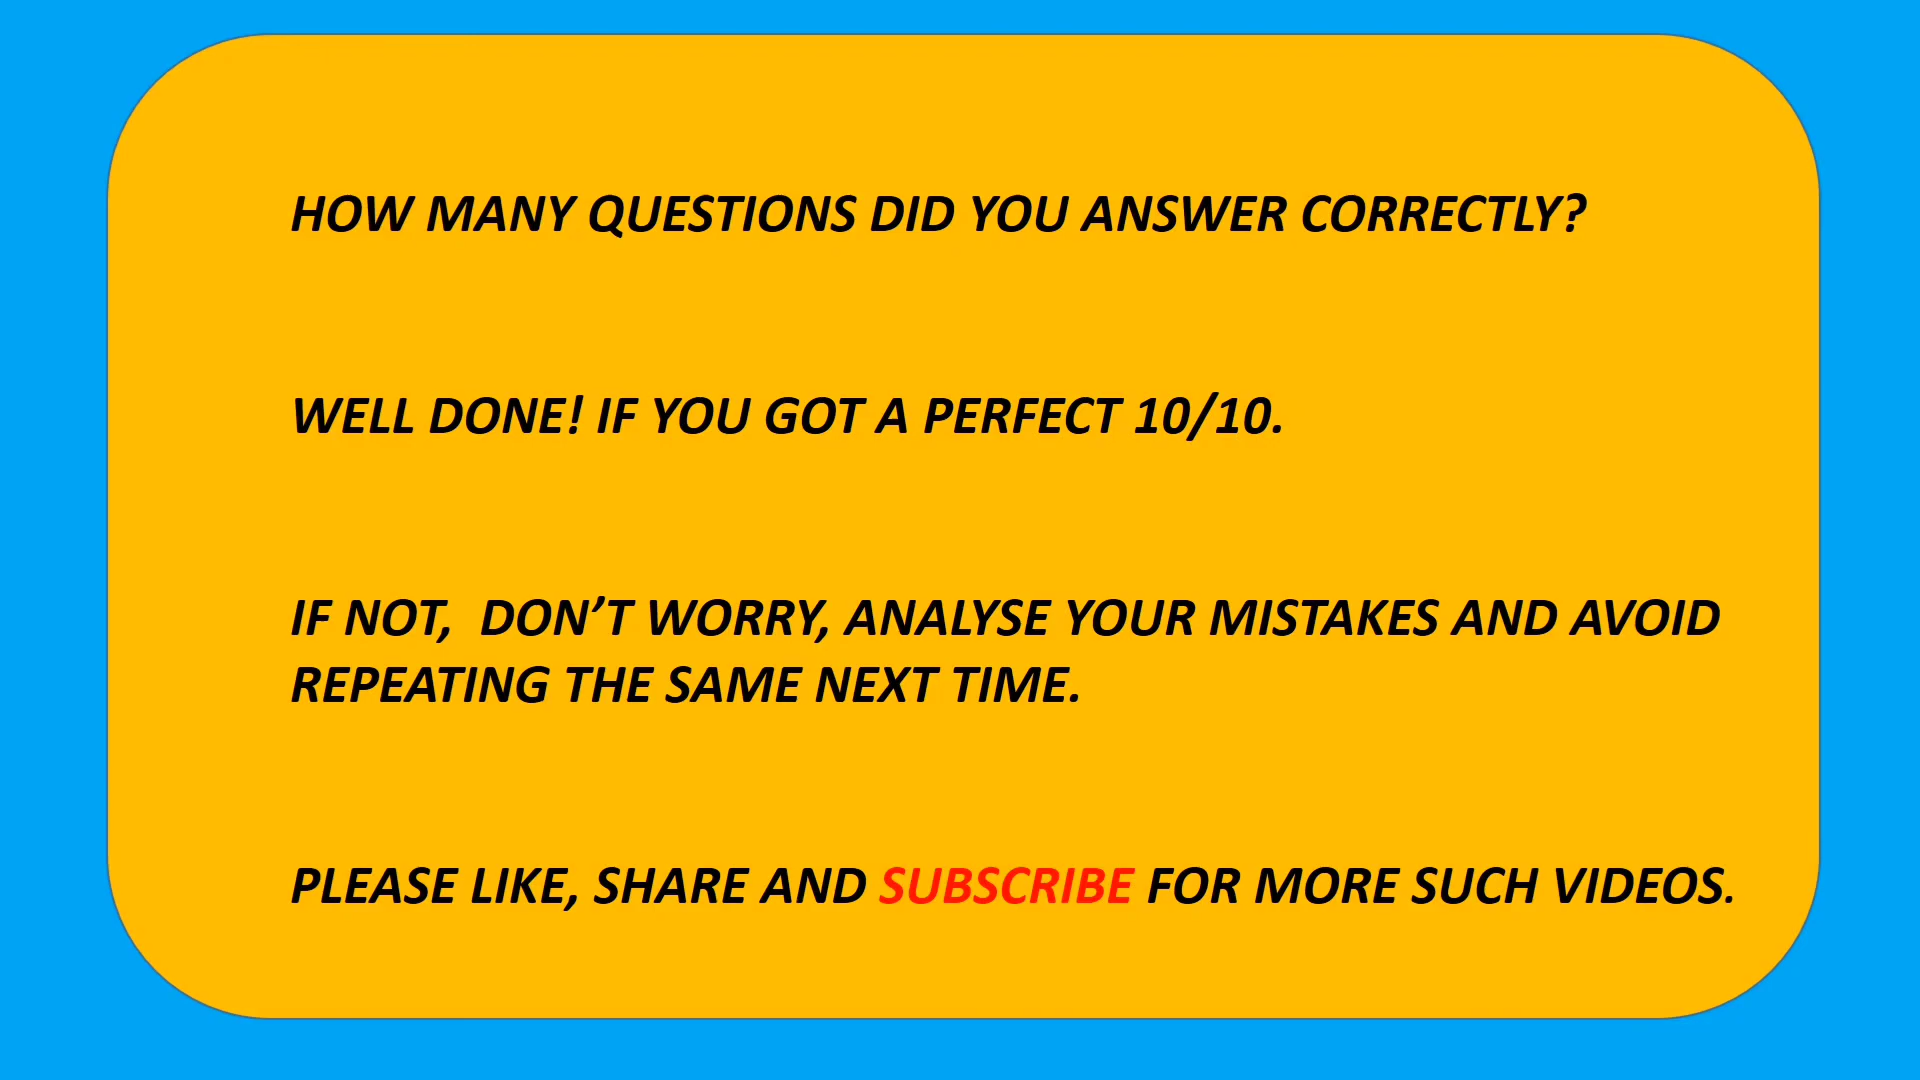 HOW MANY QUESTIONS DID YOU ANSWER CORRECTLY?
WELL DONE! IF YOU GOT A PERFECT 10/10.
IF NOT,  DON’T WORRY, ANALYSE YOUR MISTAKES AND AVOID
REPEATING THE SAME NEXT TIME.
PLEASE LIKE, SHARE AND SUBSCRIBE FOR MORE SUCH VIDEOS.